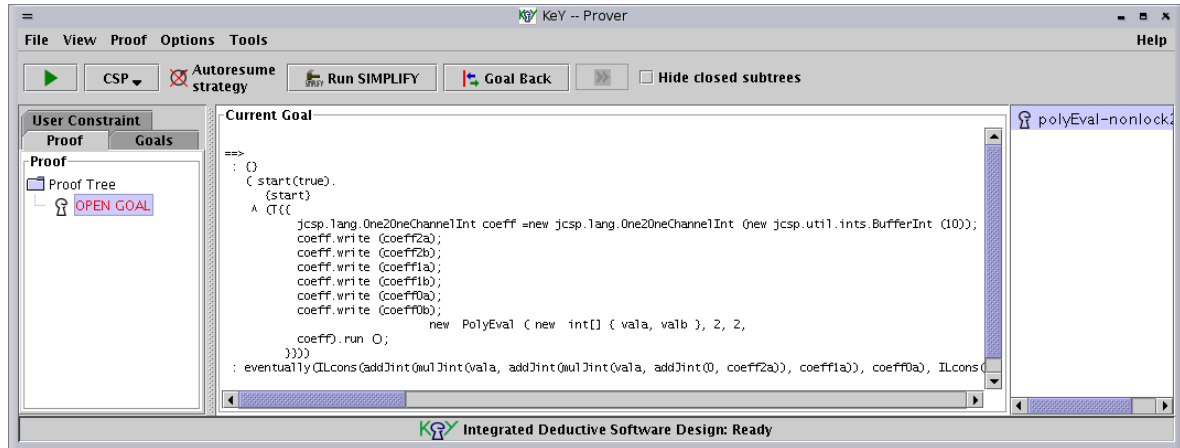 KeY -- Prover
File View Proof Options Tools Help
CSP Autoresume strategy Run SIMPLIFY Goal Back Hide closed subtrees
User Constraint
Proof Goals
Proof
Proof Tree
OPEN GOAL
Current Goal
==>
: {}
( start(true).
{start}
^ (T{{
jcsp.lang.One2OneChannelInt coeff =new jcsp.lang.One2OneChannelInt (new jcsp.util.ints.BufferInt (10));
coeff.write (coeff2a);
coeff.write (coeff2b);
coeff.write (coeff1a);
coeff.write (coeff1b);
coeff.write (coeff0a);
coeff.write (coeff0b);
new PolyEval ( new int[] { vala, valb }, 2, 2,
coeff).run ();
}})))
: eventually(ILcons(addJint(mulJint(vala, addJint(mulJint(vala, addJint(0, coeff2a)), coeff1a)), coeff0a), ILcons(
polyEval-nonlock2
KeY Integrated Deductive Software Design: Ready